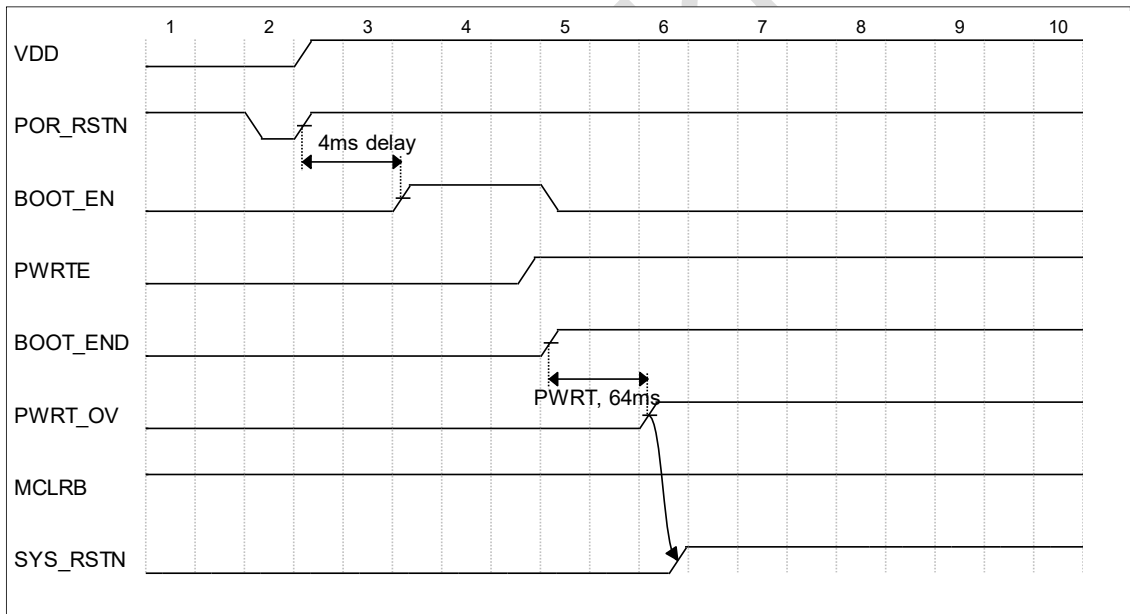 1 2 3 4 5 6 7 8 9 10
VDD
POR_RSTN
4ms delay
BOOT_EN
PWRTE
BOOT_END
PWRT, 64ms
PWRT_OV
MCLRB
SYS_RSTN